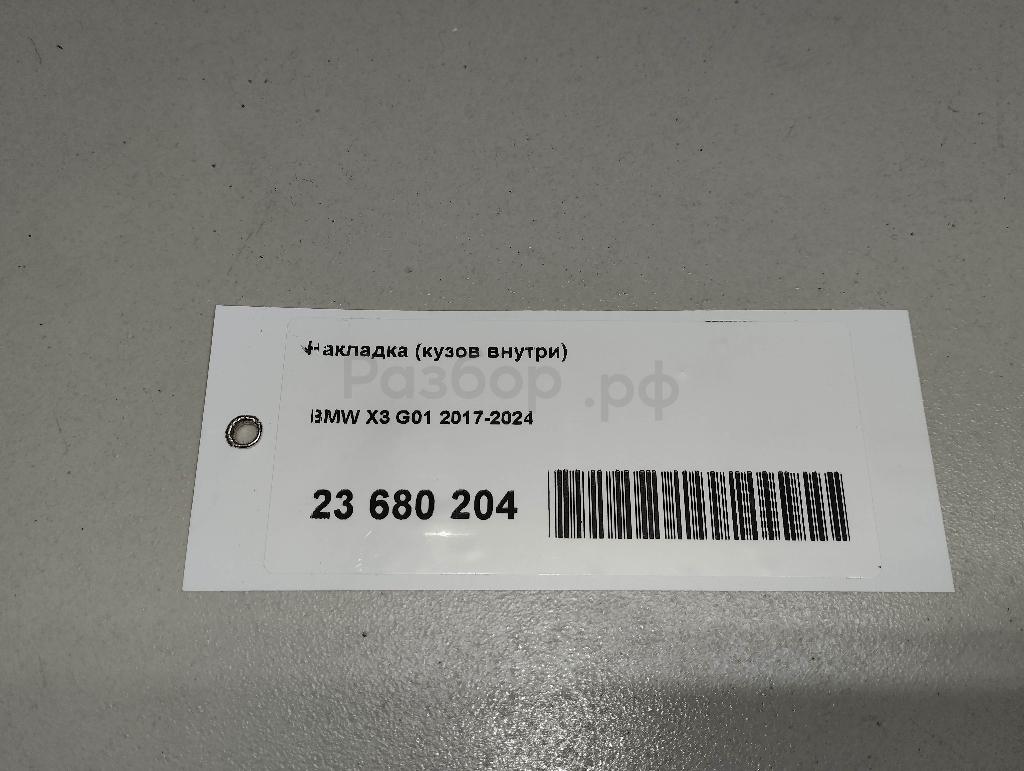 Накладка (кузов внутри)
Разбор.рф
BMW X3 G01 2017-2024
23 680 204